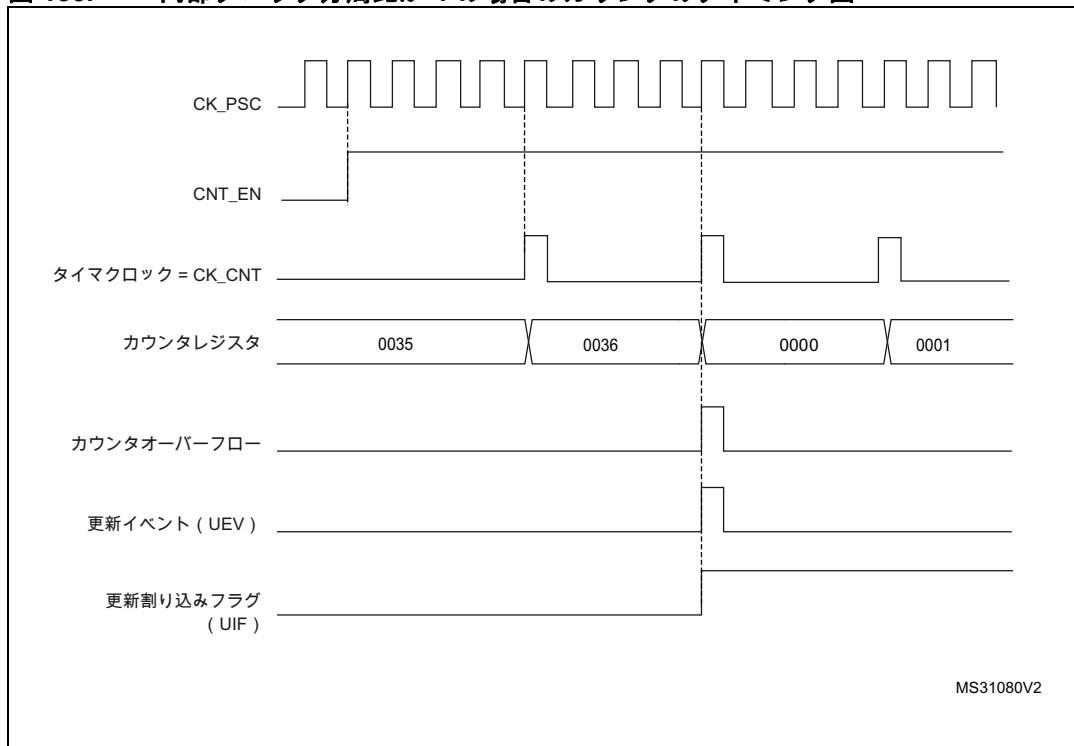 CK_PSC
CNT_EN
タイマクロック = CK_CNT
カウンタレジスタ
0035
0036
0000
0001
カウンタオーバーフロー
更新イベント ( UEV )
更新割り込みフラグ
( UIF )
MS31080V2